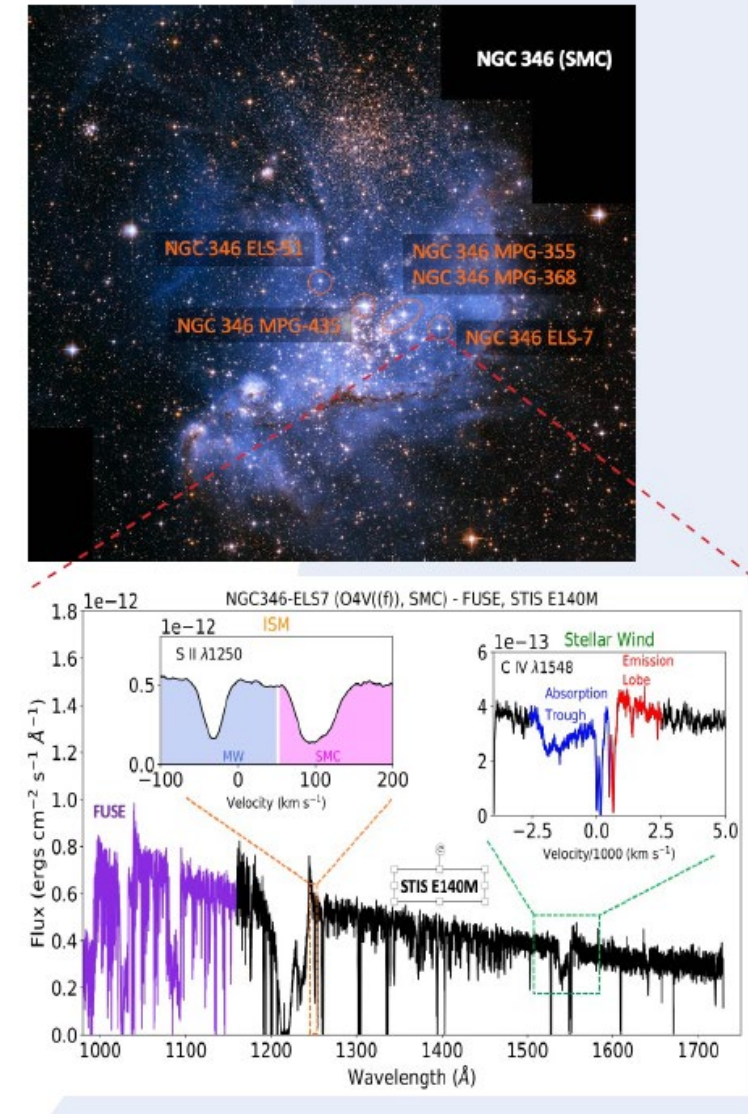 NGC 346 (SMC)
NGC 346 ELS-51
NGC 346 MPG-355
NGC 346 MPG-368
NGC 346 MPG-435
NGC 346 ELS-7
NGC346-ELS7 (O4V((f)), SMC) - FUSE, STIS E140M
1e−12
1.8
1.6
1.4
1.2
1.0
0.8
0.6
0.4
0.2
0.0
Flux (ergs cm⁻² s⁻¹ Å⁻¹)
ISM
1e−12
S II λ1250
0.5
0.0
MW
SMC
−100
0
100
200
Velocity (km s⁻¹)
1e−13
Stellar Wind
C IV λ1548
Emission
Lobe
Absorption
Trough
6
4
2
0
−2.5
0.0
2.5
5.0
Velocity/1000 (km s⁻¹)
FUSE
STIS E140M
1000
1100
1200
1300
1400
1500
1600
1700
Wavelength (Å)